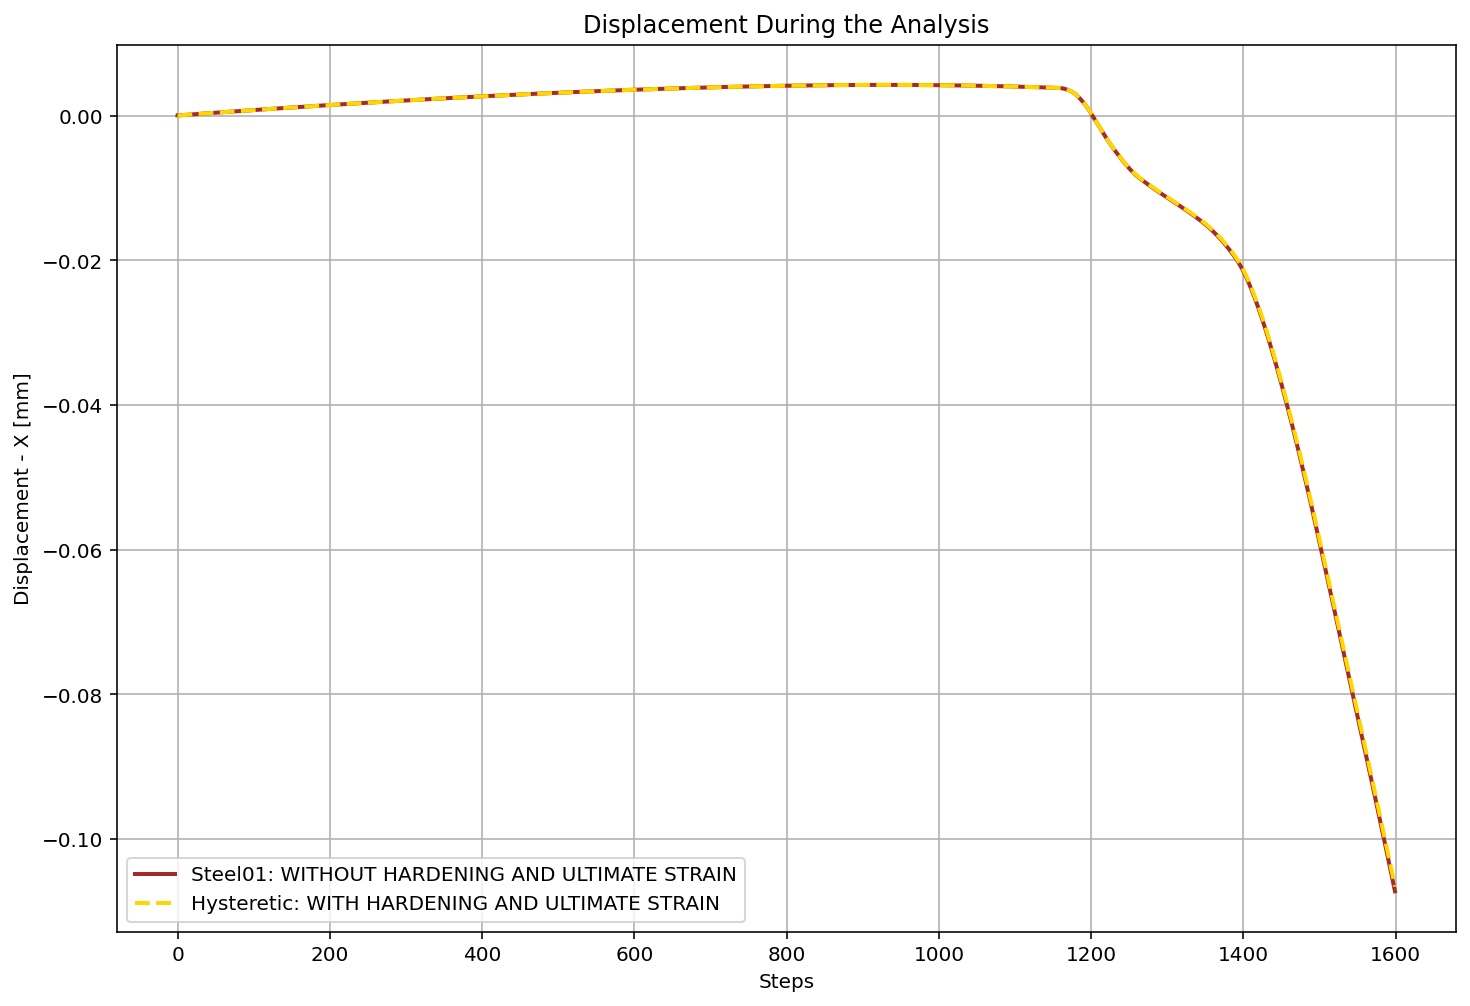 Displacement During the Analysis
Displacement - X [mm]
0.00
−0.02
−0.04
−0.06
−0.08
−0.10
Steel01: WITHOUT HARDENING AND ULTIMATE STRAIN
Hysteretic: WITH HARDENING AND ULTIMATE STRAIN
0 200 400 600 800 1000 1200 1400 1600
Steps